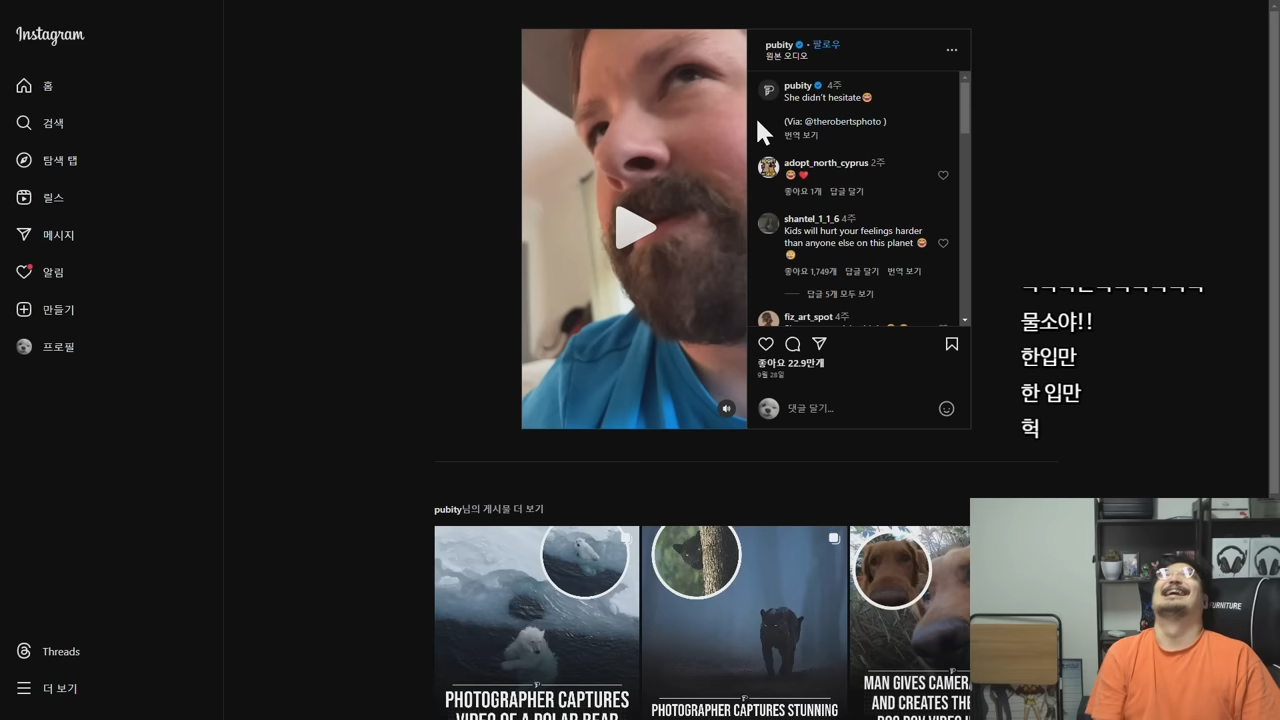 Instagram
홈
검색
탐색 탭
릴스
메시지
알림
만들기
프로필
Threads
더 보기
pubity • 팔로우
원본 오디오
pubity 4주
She didn't hesitate😂
(Via: @therobertsphoto )
번역 보기
adopt_north_cyprus 2주
😂❤️
좋아요 1개 답글 달기
shantel_1_1_6 4주
Kids will hurt your feelings harder
than anyone else on this planet 😂
😩
좋아요 1,749개 답글 달기 번역 보기
답글 5개 모두 보기
fiz_art_spot 4주
좋아요 22.9만개
9월 28일
댓글 달기...
물소야!!
한입만
한 입만
헉
pubity님의 게시물 더 보기
PHOTOGRAPHER CAPTURES
VIDEO OF A POLAR BEAR
PHOTOGRAPHER CAPTURES STUNNING
MAN GIVES CAMERA
AND CREATES THE
FURNITURE